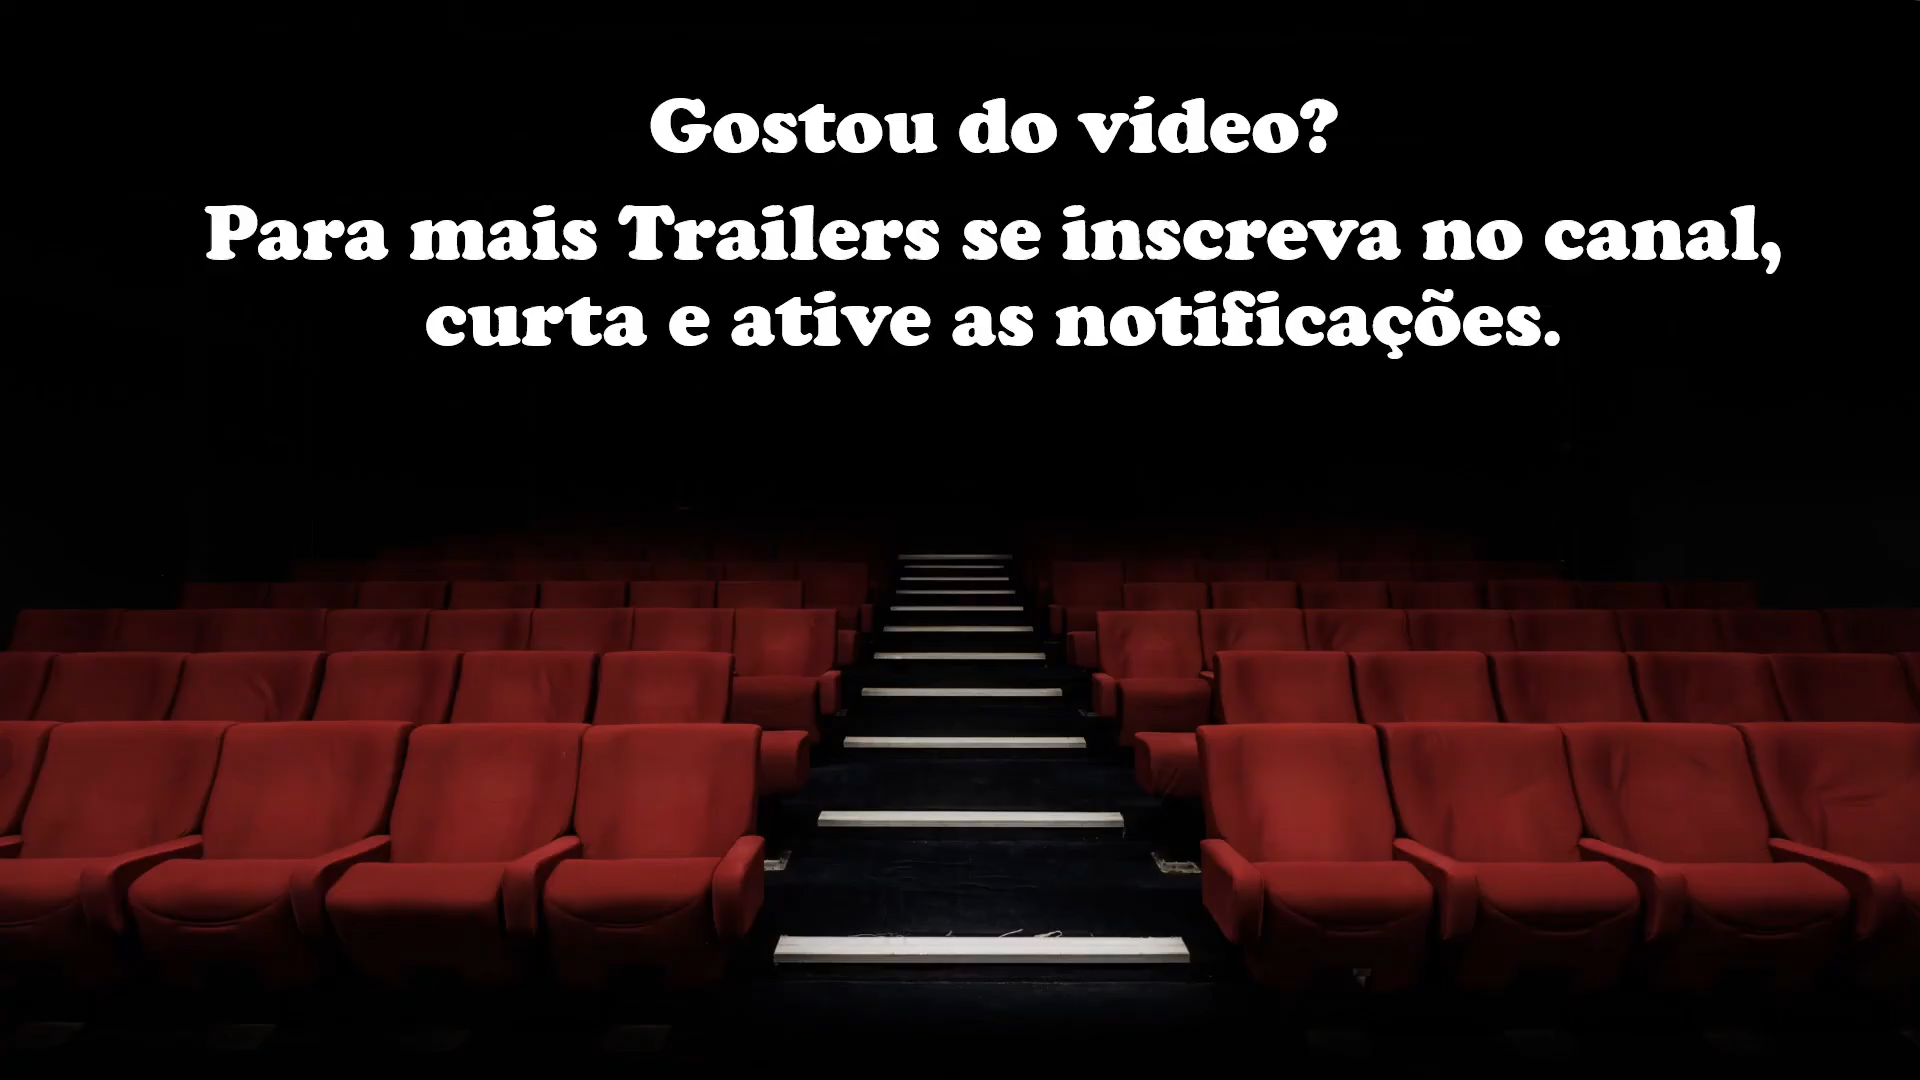 Gostou do vídeo?
Para mais Trailers se inscreva no canal,
curta e ative as notificações.